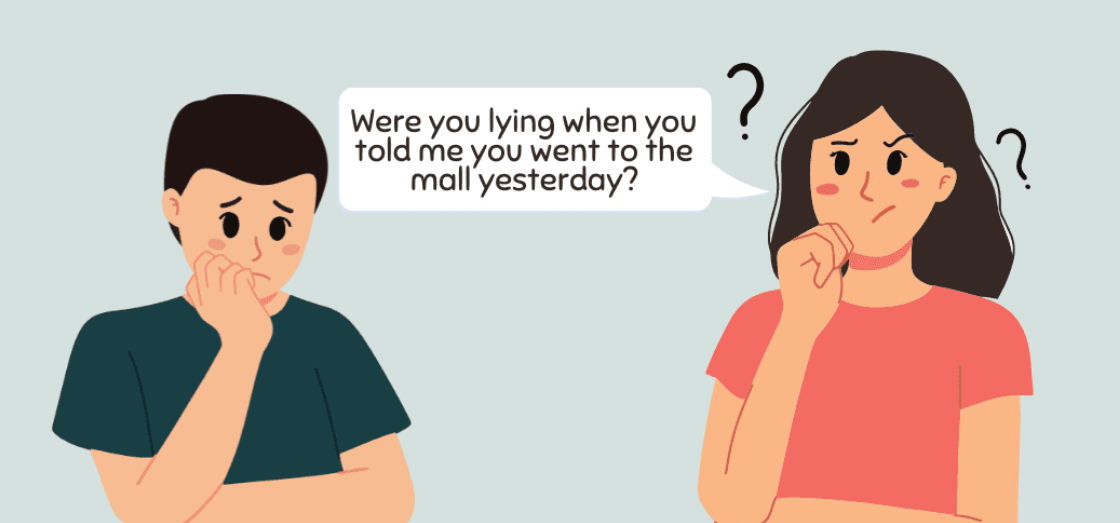 Were you lying when you
told me you went to the
mall yesterday?
?
?